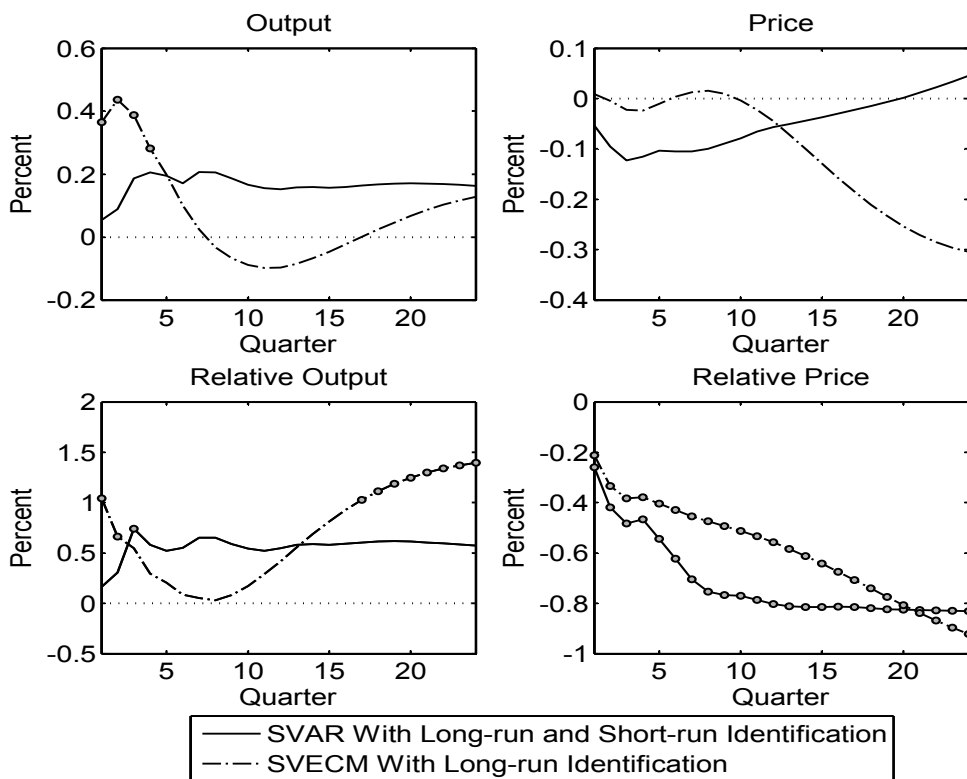 Output
Percent
0.6
0.4
0.2
0
-0.2
5
10
15
20
Quarter
Price
Percent
0.1
0
-0.1
-0.2
-0.3
-0.4
5
10
15
20
Quarter
Relative Output
Percent
2
1.5
1
0.5
0
-0.5
5
10
15
20
Quarter
Relative Price
Percent
0
-0.2
-0.4
-0.6
-0.8
-1
5
10
15
20
Quarter
SVAR With Long-run and Short-run Identification
SVECM With Long-run Identification